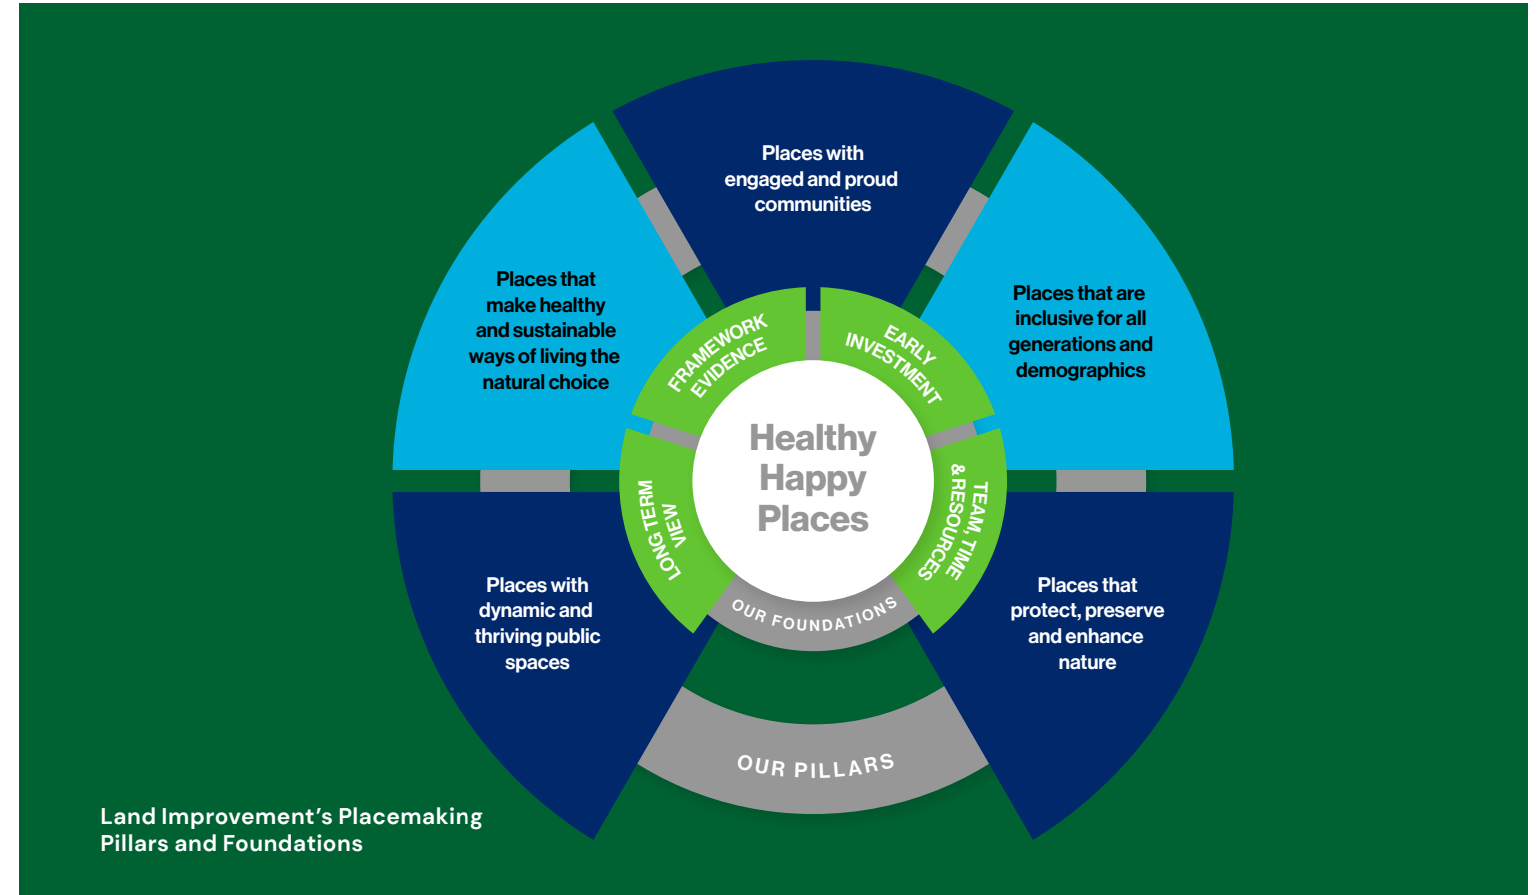 Places with
engaged and proud
communities
Places that
make healthy
and sustainable
ways of living the
natural choice
Places that are
inclusive for all
generations and
demographics
FRAMEWORK
EVIDENCE
EARLY
INVESTMENT
Healthy
Happy
Places
LONG TERM
VIEW
TEAM, TIME
& RESOURCES
OUR FOUNDATIONS
Places with
dynamic and
thriving public
spaces
Places that
protect, preserve
and enhance
nature
OUR PILLARS
Land Improvement’s Placemaking
Pillars and Foundations